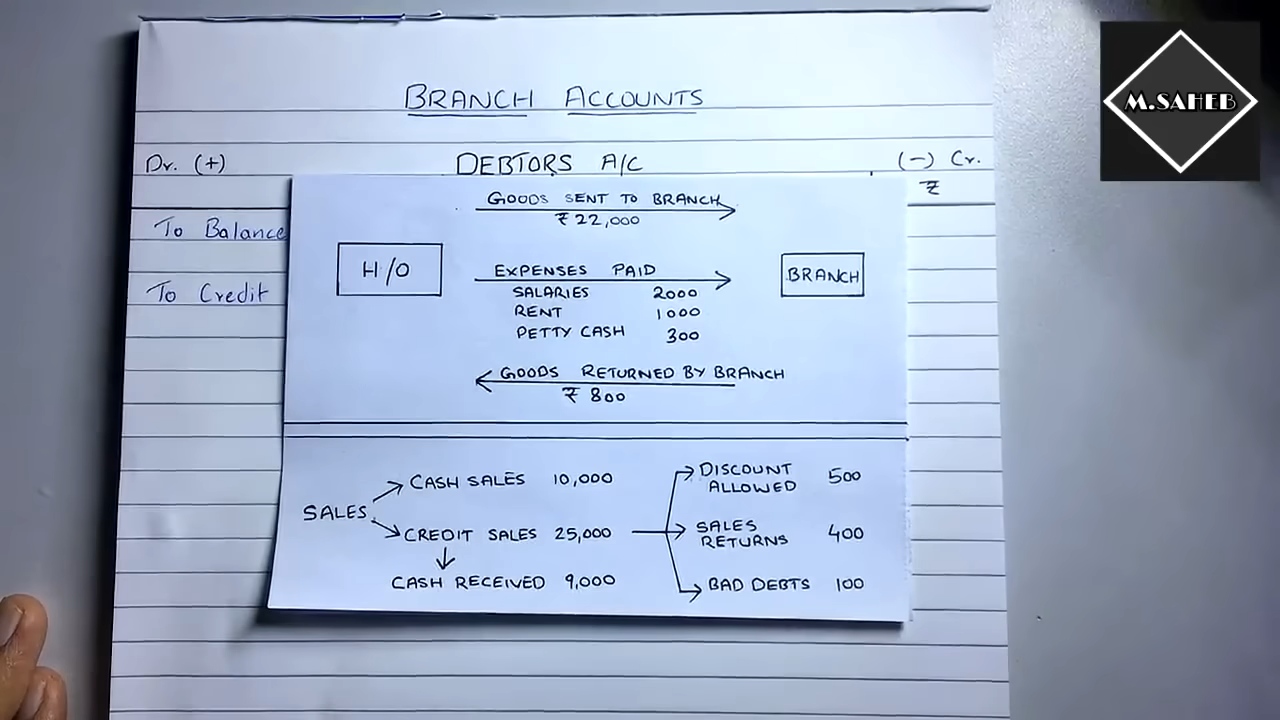 BRANCH ACCOUNTS
M.SAHEB
Dr. (+) DEBTORS A/C (-) Cr.
₹
To Balance
To Credit
GOODS SENT TO BRANCH
₹22,000
H/O
EXPENSES PAID
BRANCH
SALARIES 2000
RENT 1000
PETTY CASH 300
GOODS RETURNED BY BRANCH
₹ 800
SALES
CASH SALES 10,000
CREDIT SALES 25,000
CASH RECEIVED 9,000
DISCOUNT
ALLOWED 500
SALES
RETURNS 400
BAD DEBTS 100